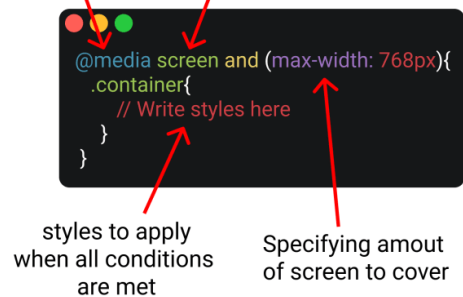 @media screen and (max-width: 768px){
.container{
// Write styles here
}
}
styles to apply
when all conditions
are met
Specifying amout
of screen to cover